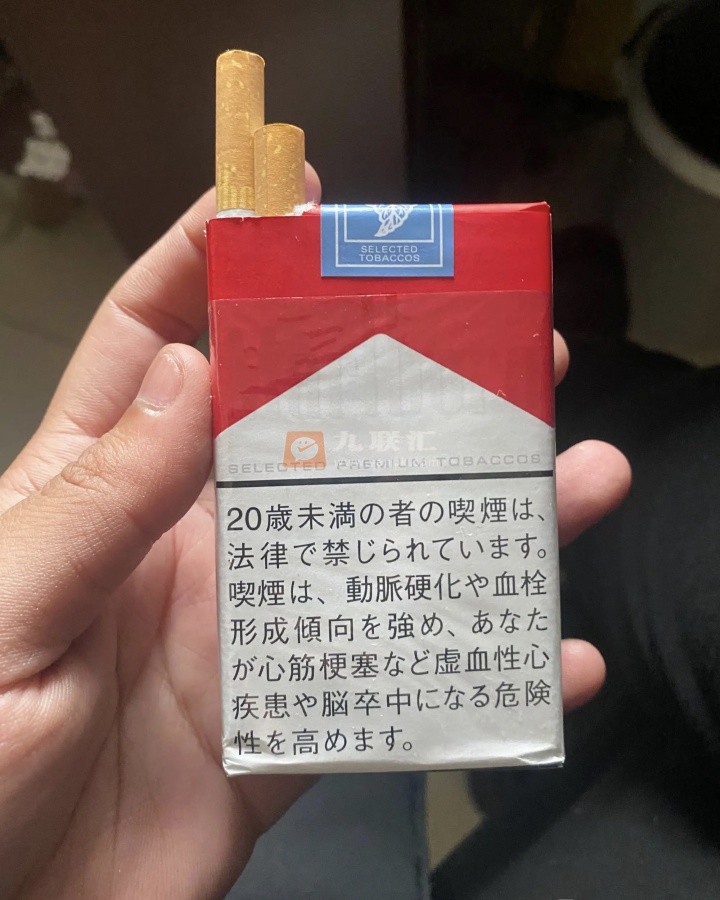 SELECTED
TOBACCOS
九联汇
SELECTED PREMIUM TOBACCOS
20歳未満の者の喫煙は、
法律で禁じられています。
喫煙は、動脈硬化や血栓
形成傾向を強め、あなた
が心筋梗塞など虚血性心
疾患や脳卒中になる危険
性を高めます。